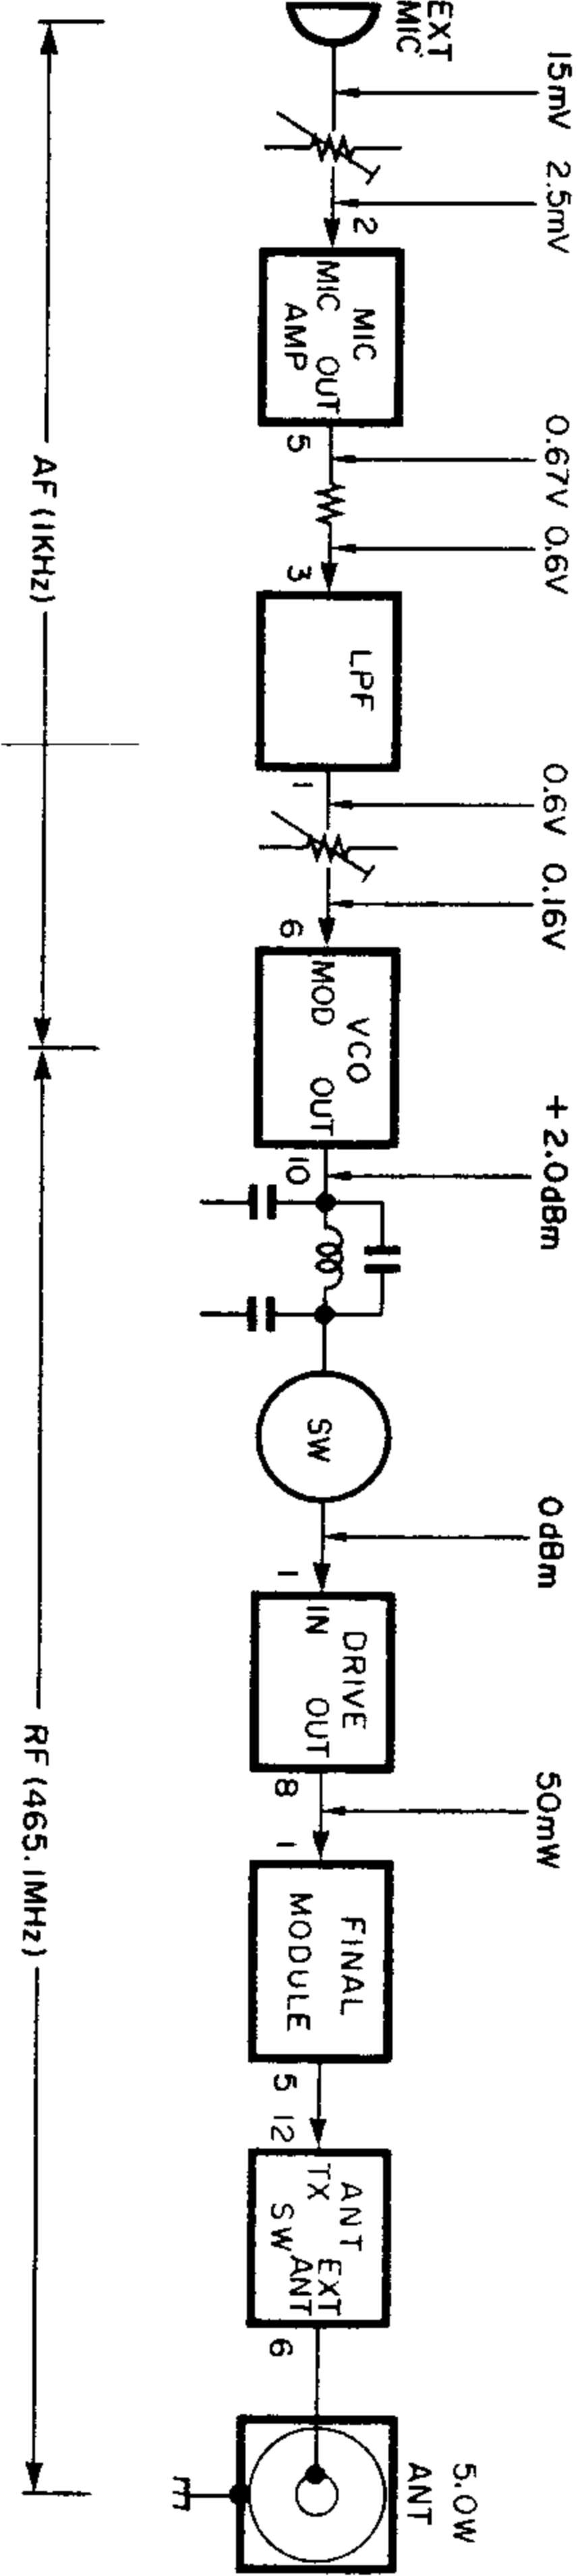 EXT
MIC
15mV 2.5mV
2
MIC
MIC OUT
AMP
5
0.67V 0.6V
3
LPF
1
0.6V 0.16V
6
VCO
MOD OUT
10
+2.0dBm
SW
0dBm
1
DRIVE
IN OUT
8
50mW
1
FINAL
MODULE
5
12
ANT EXT
TX ANT
SW
6
5.0W
ANT
AF (1KHz)
RF (465.1MHz)